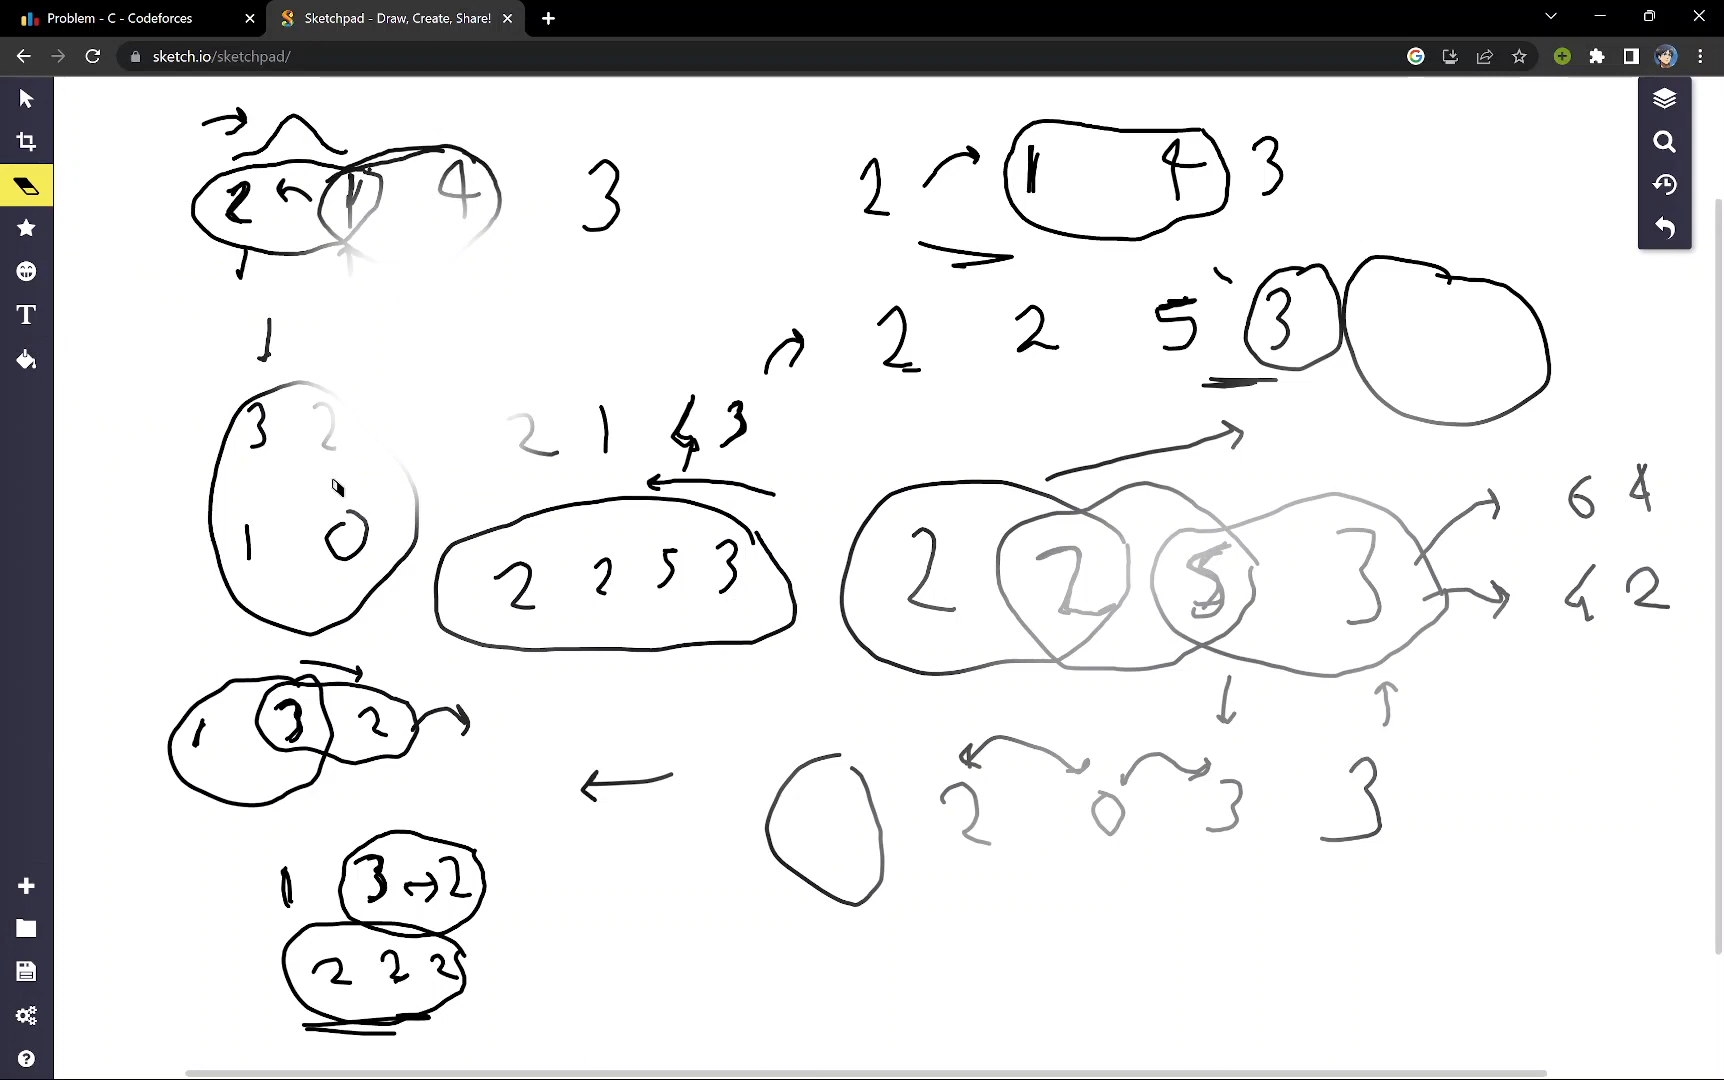 Problem - C - Codeforces
Sketchpad - Draw, Create, Share!
sketch.io/sketchpad/
2 1 4 3
2 1 4 3
2 2 5 3
3 2
2 1 4 3
1 0
2 2 5 3
2 2 5 3
6 4
4 2
1 3 2
2 0 3 3
1 3 2
2 2 2